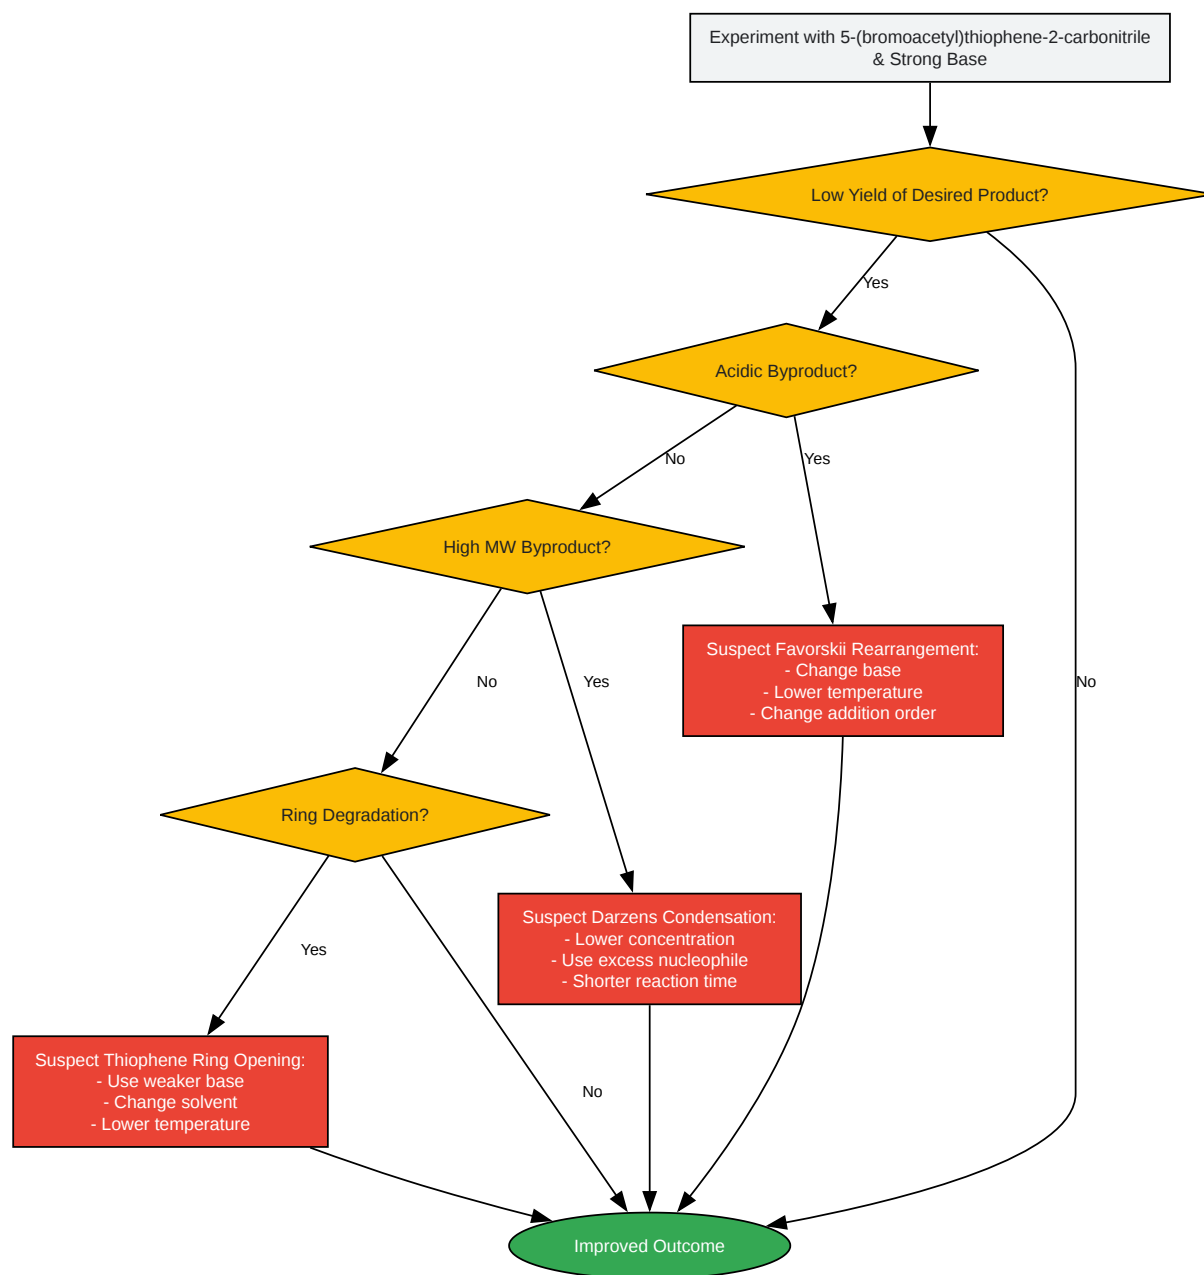 Experiment with 5-(bromoacetyl)thiophene-2-carbonitrile
& Strong Base
Low Yield of Desired Product?
Yes
Acidic Byproduct?
No
Yes
High MW Byproduct?
Suspect Favorskii Rearrangement:
- Change base
- Lower temperature
- Change addition order
No
Yes
No
Ring Degradation?
Suspect Darzens Condensation:
- Lower concentration
- Use excess nucleophile
- Shorter reaction time
Yes
Suspect Thiophene Ring Opening:
- Use weaker base
- Change solvent
- Lower temperature
No
Improved Outcome